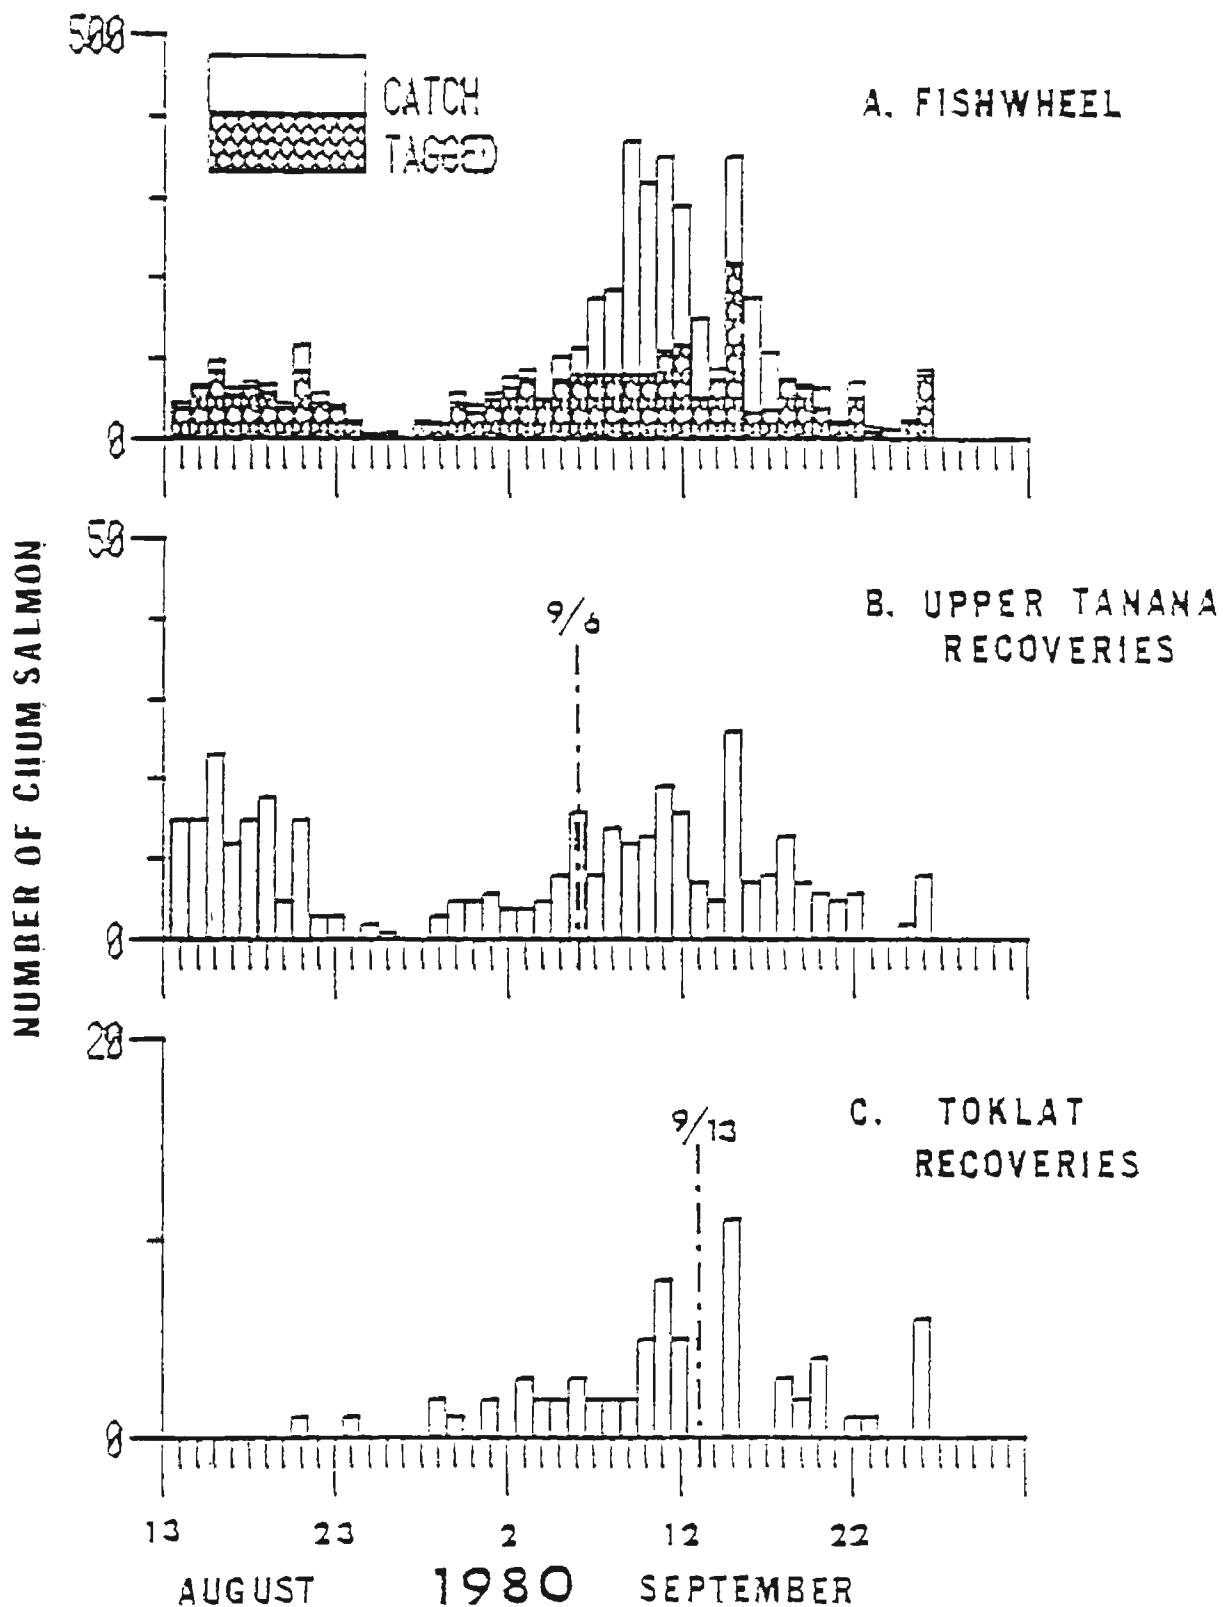 500
CATCH
TAGGED
A. FISHWHEEL
0
NUMBER OF CHUM SALMON
50
9/6
B. UPPER TANANA
RECOVERIES
0
20
9/13
C. TOKLAT
RECOVERIES
0
13 23 2 12 22
AUGUST 1980 SEPTEMBER